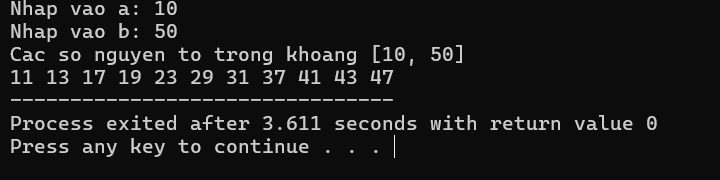 Nhap vao a: 10
Nhap vao b: 50
Cac so nguyen to trong khoang [10, 50]
11 13 17 19 23 29 31 37 41 43 47
--------------------------------
Process exited after 3.611 seconds with return value 0
Press any key to continue . . .